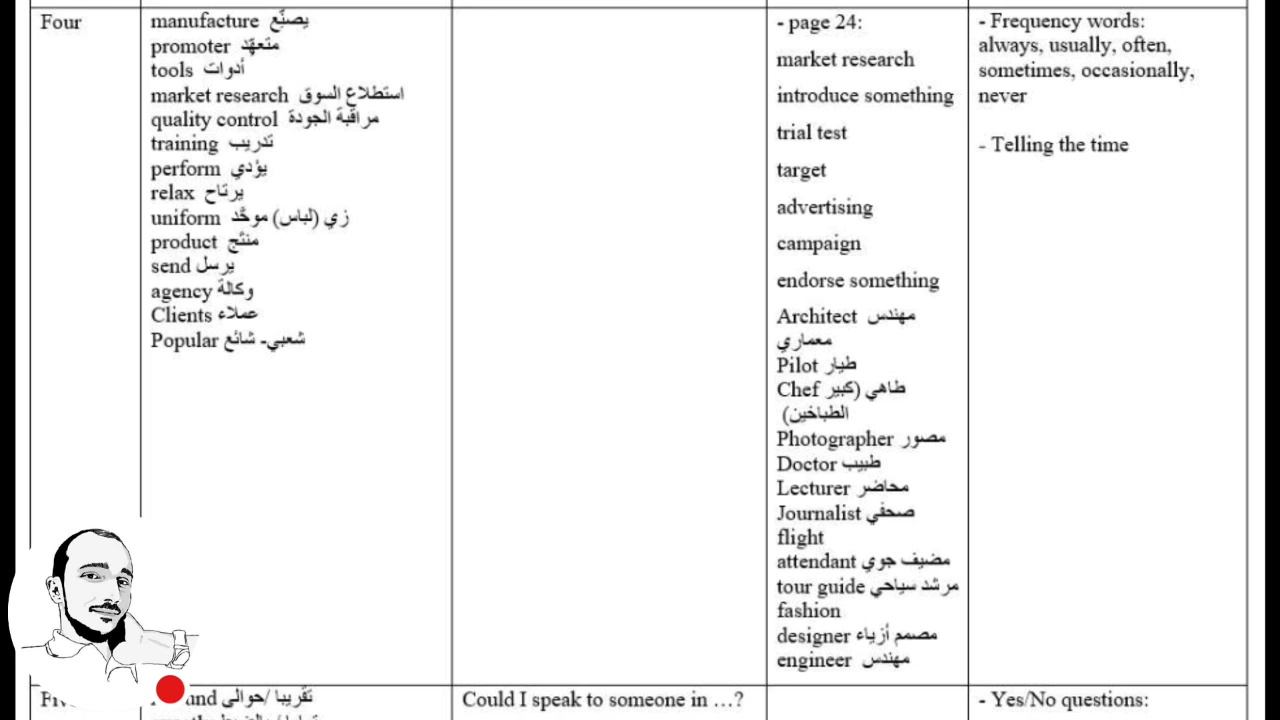 Four
manufacture يصنّع
promoter متعهّد
tools أدوات
market research استطلاع السوق
quality control مراقبة الجودة
training تدريب
perform يؤدي
relax يرتاح
uniform زي (لباس) موحَّد
product منتَج
send يرسل
agency وكالة
Clients عملاء
Popular شعبي- شائع
- page 24:
market research
introduce something
trial test
target
advertising
campaign
endorse something
Architect مهندس
معماري
Pilot طيار
Chef طاهي (كبير
الطباخين)
Photographer مصور
Doctor طبيب
Lecturer محاضر
Journalist صحفي
flight
attendant مضيف جوي
tour guide مرشد سياحي
fashion
designer مصمم أزياء
engineer مهندس
- Frequency words:
always, usually, often,
sometimes, occasionally,
never
- Telling the time
تقريبا /حوالى
Could I speak to someone in …?
- Yes/No questions: